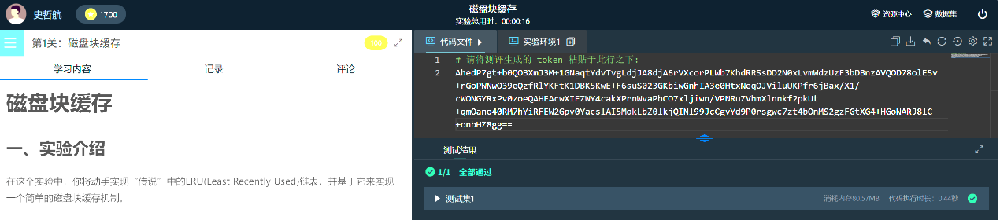 史哲航
1700
磁盘块缓存
实验总用时：00:00:16
资源中心
数据集
第1关：磁盘块缓存
100
代码文件
实验环境1
学习内容
记录
评论
磁盘块缓存
一、实验介绍
在这个实验中，你将动手实现“传说”中的LRU(Least Recently Used)链表，并基于它来实现
一个简单的磁盘块缓存机制。
1 # 请将测评生成的 token 粘贴于此行之下:
2 AhedP7gt+b0QOBXmJ3M+1GNaqtYdvTvgLdjJA8djA6rVXcorPLWb7KhdRRSsDD2N0xLvmWdzUzF3bDBnzAVQOD78olE5v
+rGoPWNwO39eQzfRlYKFtK1DBK5KwE+F6suS023GKbiwGnhIA3e0HtxNeqOJViluUKPfr6jBax/X1/
cWONGYRxPv0zoeQAHEAcwXIFZWY4cakXPrnWvaPbCO7xljiwn/VPNRuZVhmXlnnkf2pkUt
+qmOano40RM7hYiRFEW2Gpv0YacslAI5MokLbZ0lkjQINl99JcCgvYd9P0rsgwc7zt4bOnMS2gzFGtXG4+HGoNARJ8lC
+onbHZ8gg==
测试结果
1/1 全部通过
测试集1
消耗内存80.57MB 代码执行时长：0.44秒